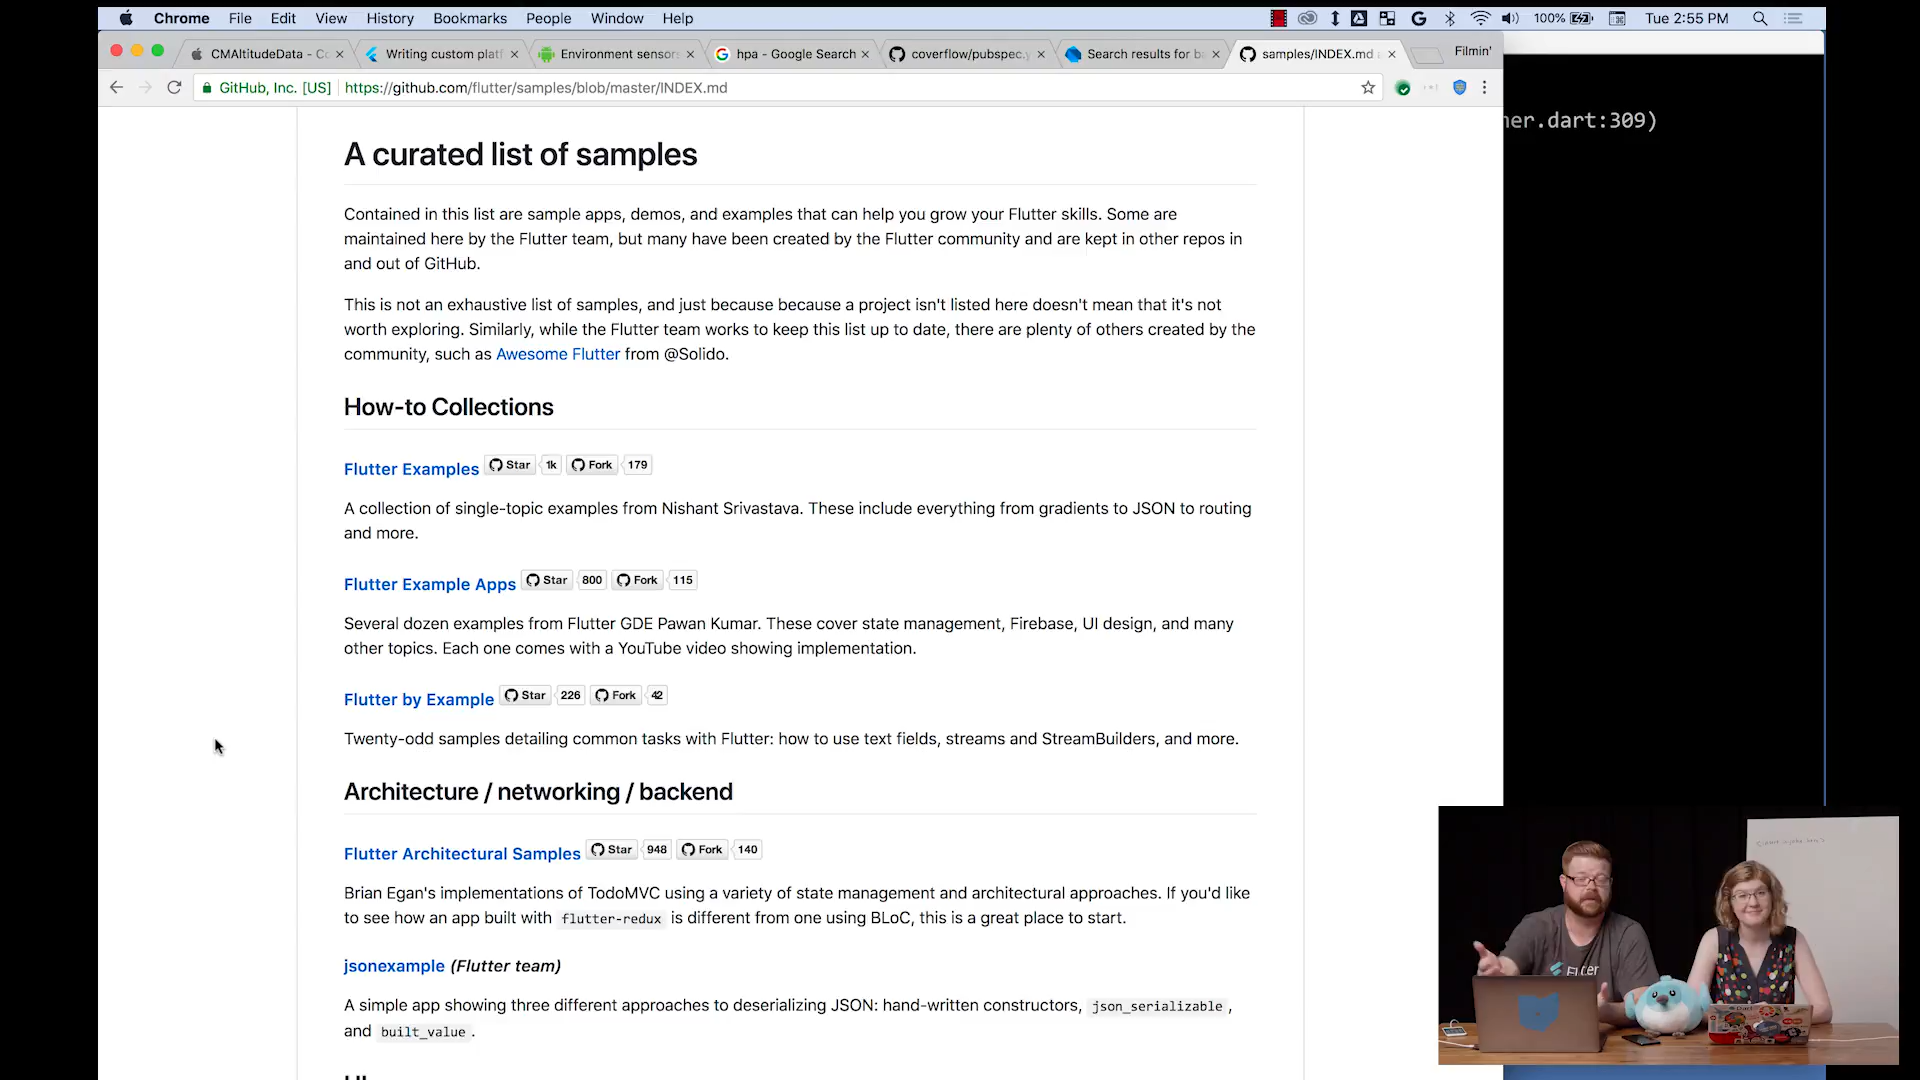 Chrome File Edit View History Bookmarks People Window Help 100% Tue 2:55 PM
CMAltitudeData - Co Writing custom platf Environment sensors hpa - Google Search coverflow/pubspec.y Search results for ba samples/INDEX.md Filmin'
GitHub, Inc. [US] https://github.com/flutter/samples/blob/master/INDEX.md
ner.dart:309)
A curated list of samples
Contained in this list are sample apps, demos, and examples that can help you grow your Flutter skills. Some are
maintained here by the Flutter team, but many have been created by the Flutter community and are kept in other repos in
and out of GitHub.
This is not an exhaustive list of samples, and just because because a project isn't listed here doesn't mean that it's not
worth exploring. Similarly, while the Flutter team works to keep this list up to date, there are plenty of others created by the
community, such as Awesome Flutter from @Solido.
How-to Collections
Flutter Examples Star 1k Fork 179
A collection of single-topic examples from Nishant Srivastava. These include everything from gradients to JSON to routing
and more.
Flutter Example Apps Star 800 Fork 115
Several dozen examples from Flutter GDE Pawan Kumar. These cover state management, Firebase, UI design, and many
other topics. Each one comes with a YouTube video showing implementation.
Flutter by Example Star 226 Fork 42
Twenty-odd samples detailing common tasks with Flutter: how to use text fields, streams and StreamBuilders, and more.
Architecture / networking / backend
Flutter Architectural Samples Star 948 Fork 140
Brian Egan's implementations of TodoMVC using a variety of state management and architectural approaches. If you'd like
to see how an app built with flutter-redux is different from one using BLoC, this is a great place to start.
jsonexample (Flutter team)
A simple app showing three different approaches to deserializing JSON: hand-written constructors, json_serializable ,
and built_value .